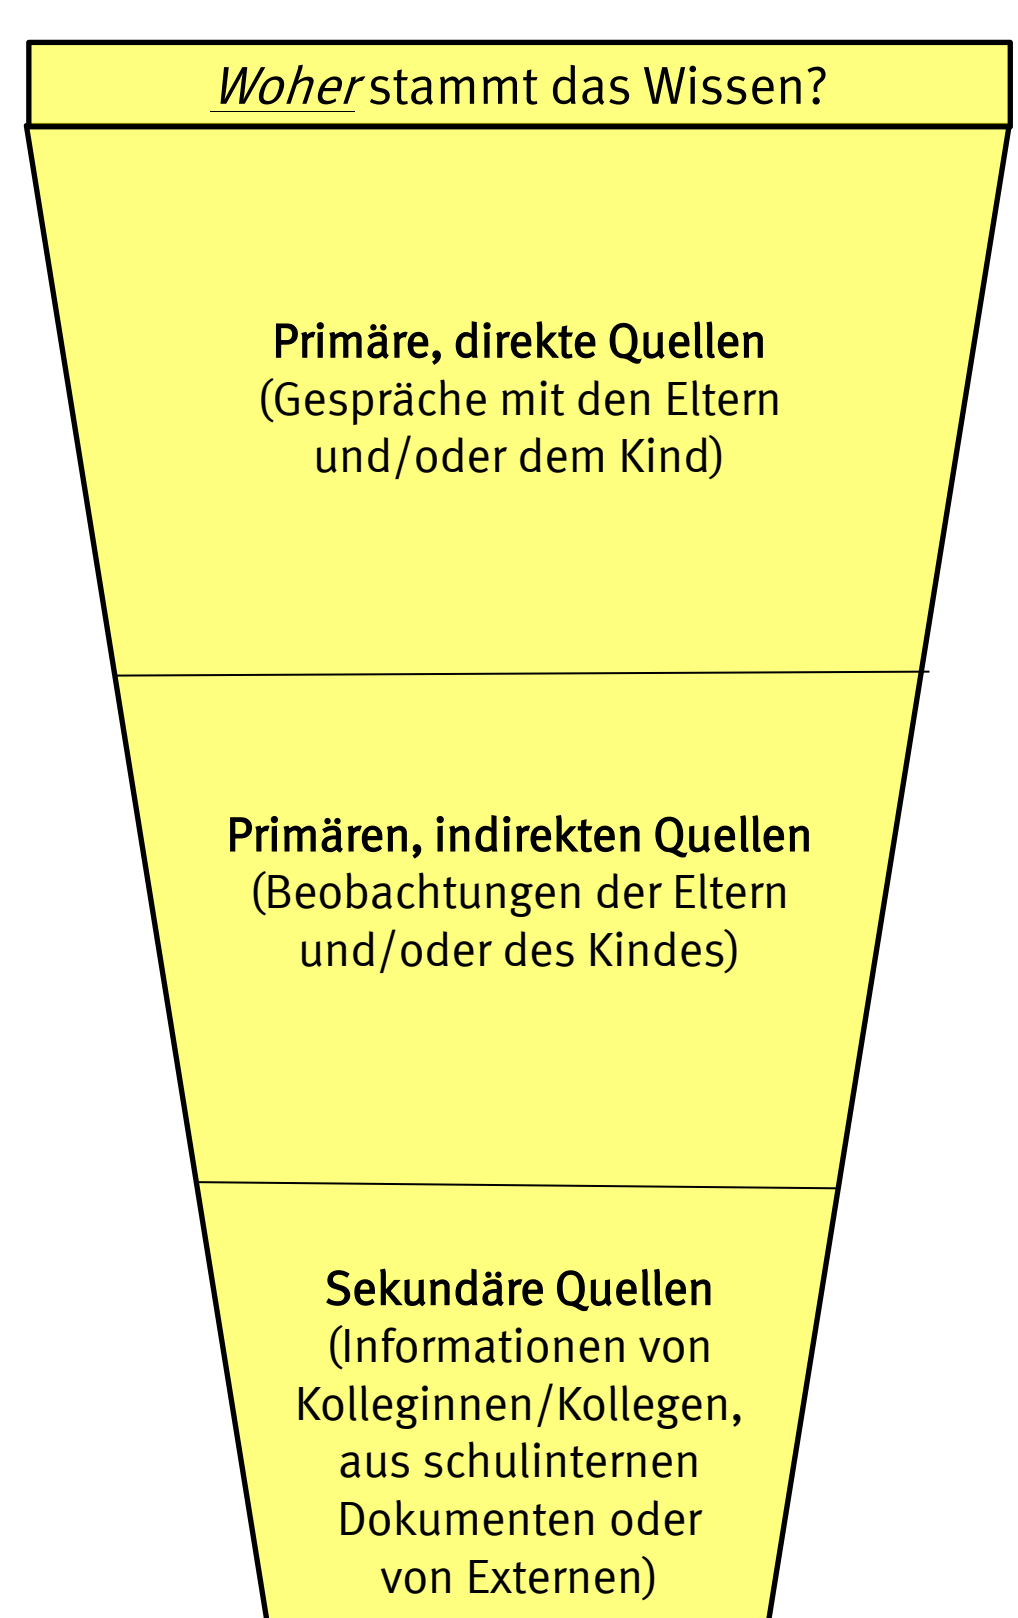 Woher stammt das Wissen?
Primäre, direkte Quellen
(Gespräche mit den Eltern
und/oder dem Kind)
Primären, indirekten Quellen
(Beobachtungen der Eltern
und/oder des Kindes)
Sekundäre Quellen
(Informationen von
Kolleginnen/Kollegen,
aus schulinternen
Dokumenten oder
von Externen)